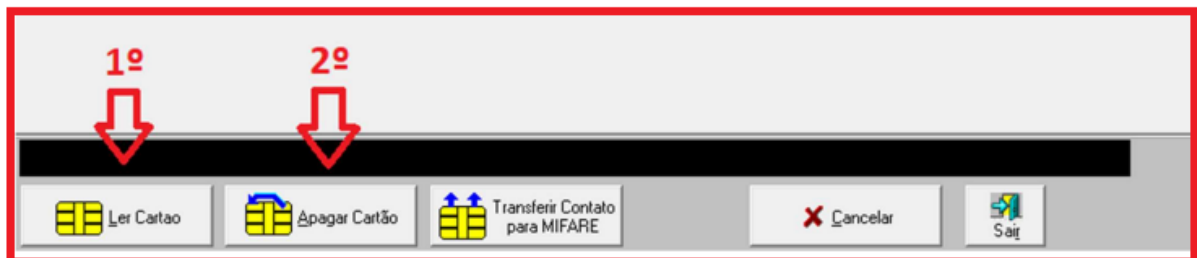 1º 2º
Ler Cartao Apagar Cartão Transferir Contato
para MIFARE Cancelar Sair